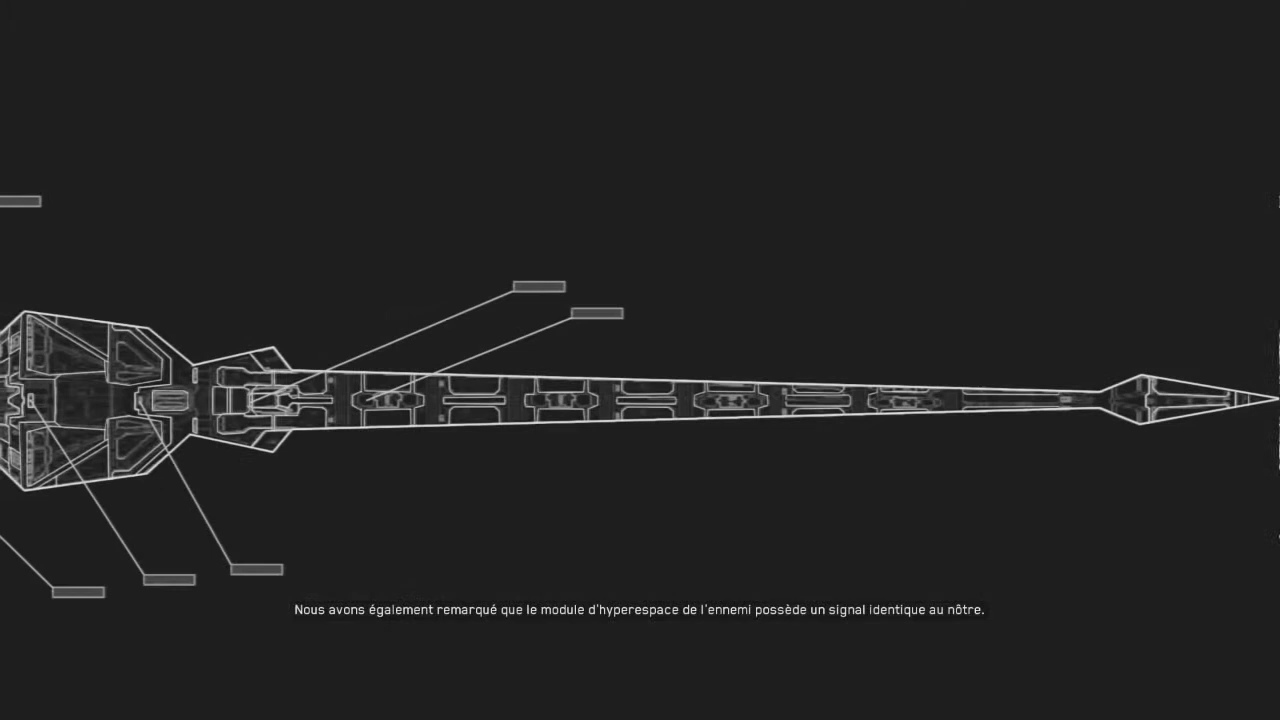 Nous avons également remarqué que le module d'hyperespace de l'ennemi possède un signal identique au nôtre.